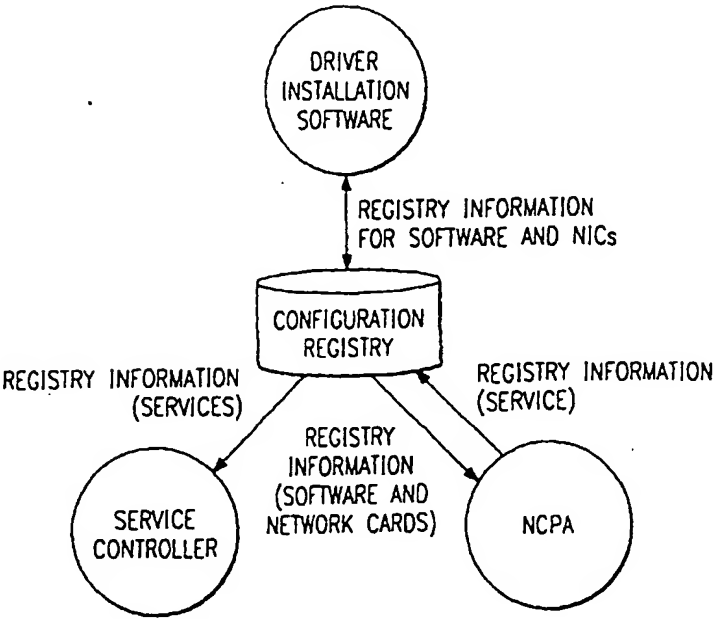 DRIVER
INSTALLATION
SOFTWARE
REGISTRY INFORMATION
FOR SOFTWARE AND NICs
CONFIGURATION
REGISTRY
REGISTRY INFORMATION
(SERVICES)
REGISTRY INFORMATION
(SERVICE)
REGISTRY
INFORMATION
(SOFTWARE AND
NETWORK CARDS)
SERVICE
CONTROLLER
NCPA